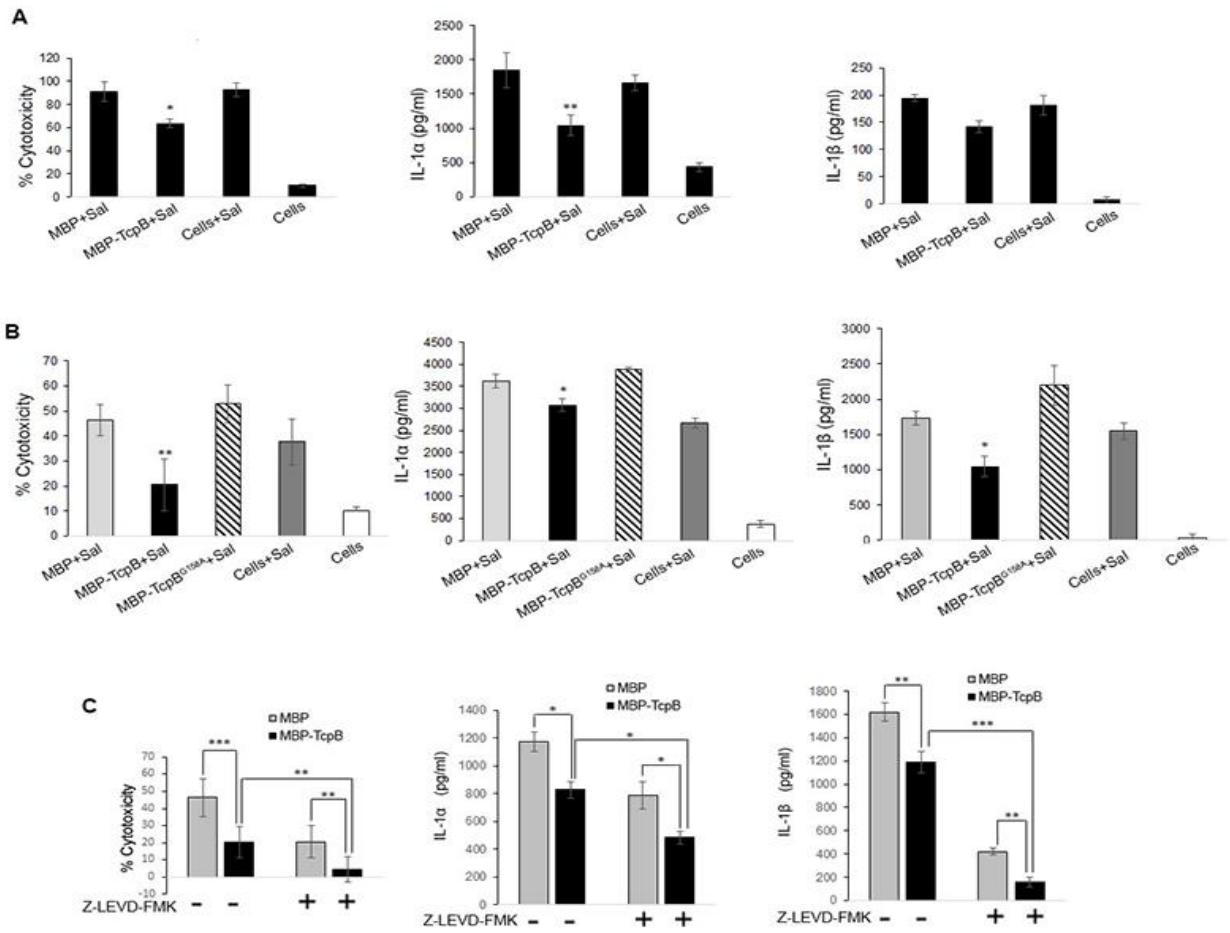 A
% Cytotoxicity
120
100
80
60
40
20
0
*
MBP+Sal
MBP-TcpB+Sal
Cells+Sal
Cells
IL-1α (pg/ml)
2000
1500
1000
500
0
**
MBP+Sal
MBP-TcpB+Sal
Cells+Sal
Cells
IL-1β (pg/ml)
250
200
150
100
50
0
MBP+Sal
MBP-TcpB+Sal
Cells+Sal
Cells
B
% Cytotoxicity
70
60
50
40
30
20
10
0
**
MBP+Sal
MBP-TcpB+Sal
MBP-TcpBG158A+Sal
Cells+Sal
Cells
IL-1α (pg/ml)
4500
4000
3500
3000
2500
2000
1500
1000
500
0
*
MBP+Sal
MBP-TcpB+Sal
MBP-TcpBG158A+Sal
Cells+Sal
Cells
IL-1β (pg/ml)
3000
2500
2000
1500
1000
500
0
*
MBP+Sal
MBP-TcpB+Sal
MBP-TcpBG158A+Sal
Cells+Sal
Cells
C
MBP
MBP-TcpB
% Cytotoxicity
70
60
50
40
30
20
10
0
-10
***
**
**
Z-LEVD-FMK - - + +
MBP
MBP-TcpB
IL-1α (pg/ml)
1400
1200
1000
800
600
400
200
0
*
*
*
Z-LEVD-FMK - - + +
MBP
MBP-TcpB
IL-1β (pg/ml)
1800
1600
1400
1200
1000
800
600
400
200
0
**
***
**
Z-LEVD-FMK - - + +